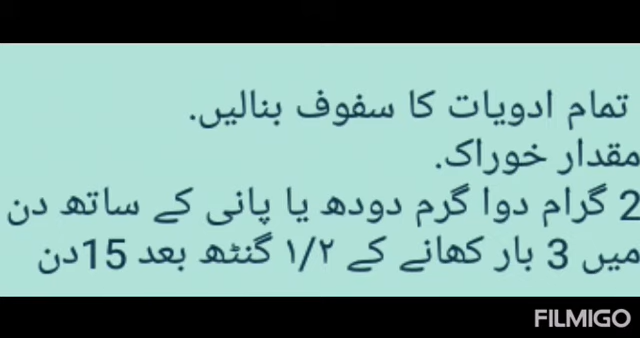 تمام ادویات کا سفوف بنالیں.
مقدار خوراک.
2 گرام دوا گرم دودھ یا پانی کے ساتھ دن
میں 3 بار کھانے کے ۱/۲ گنٹھ بعد 15دن
FILMIGO